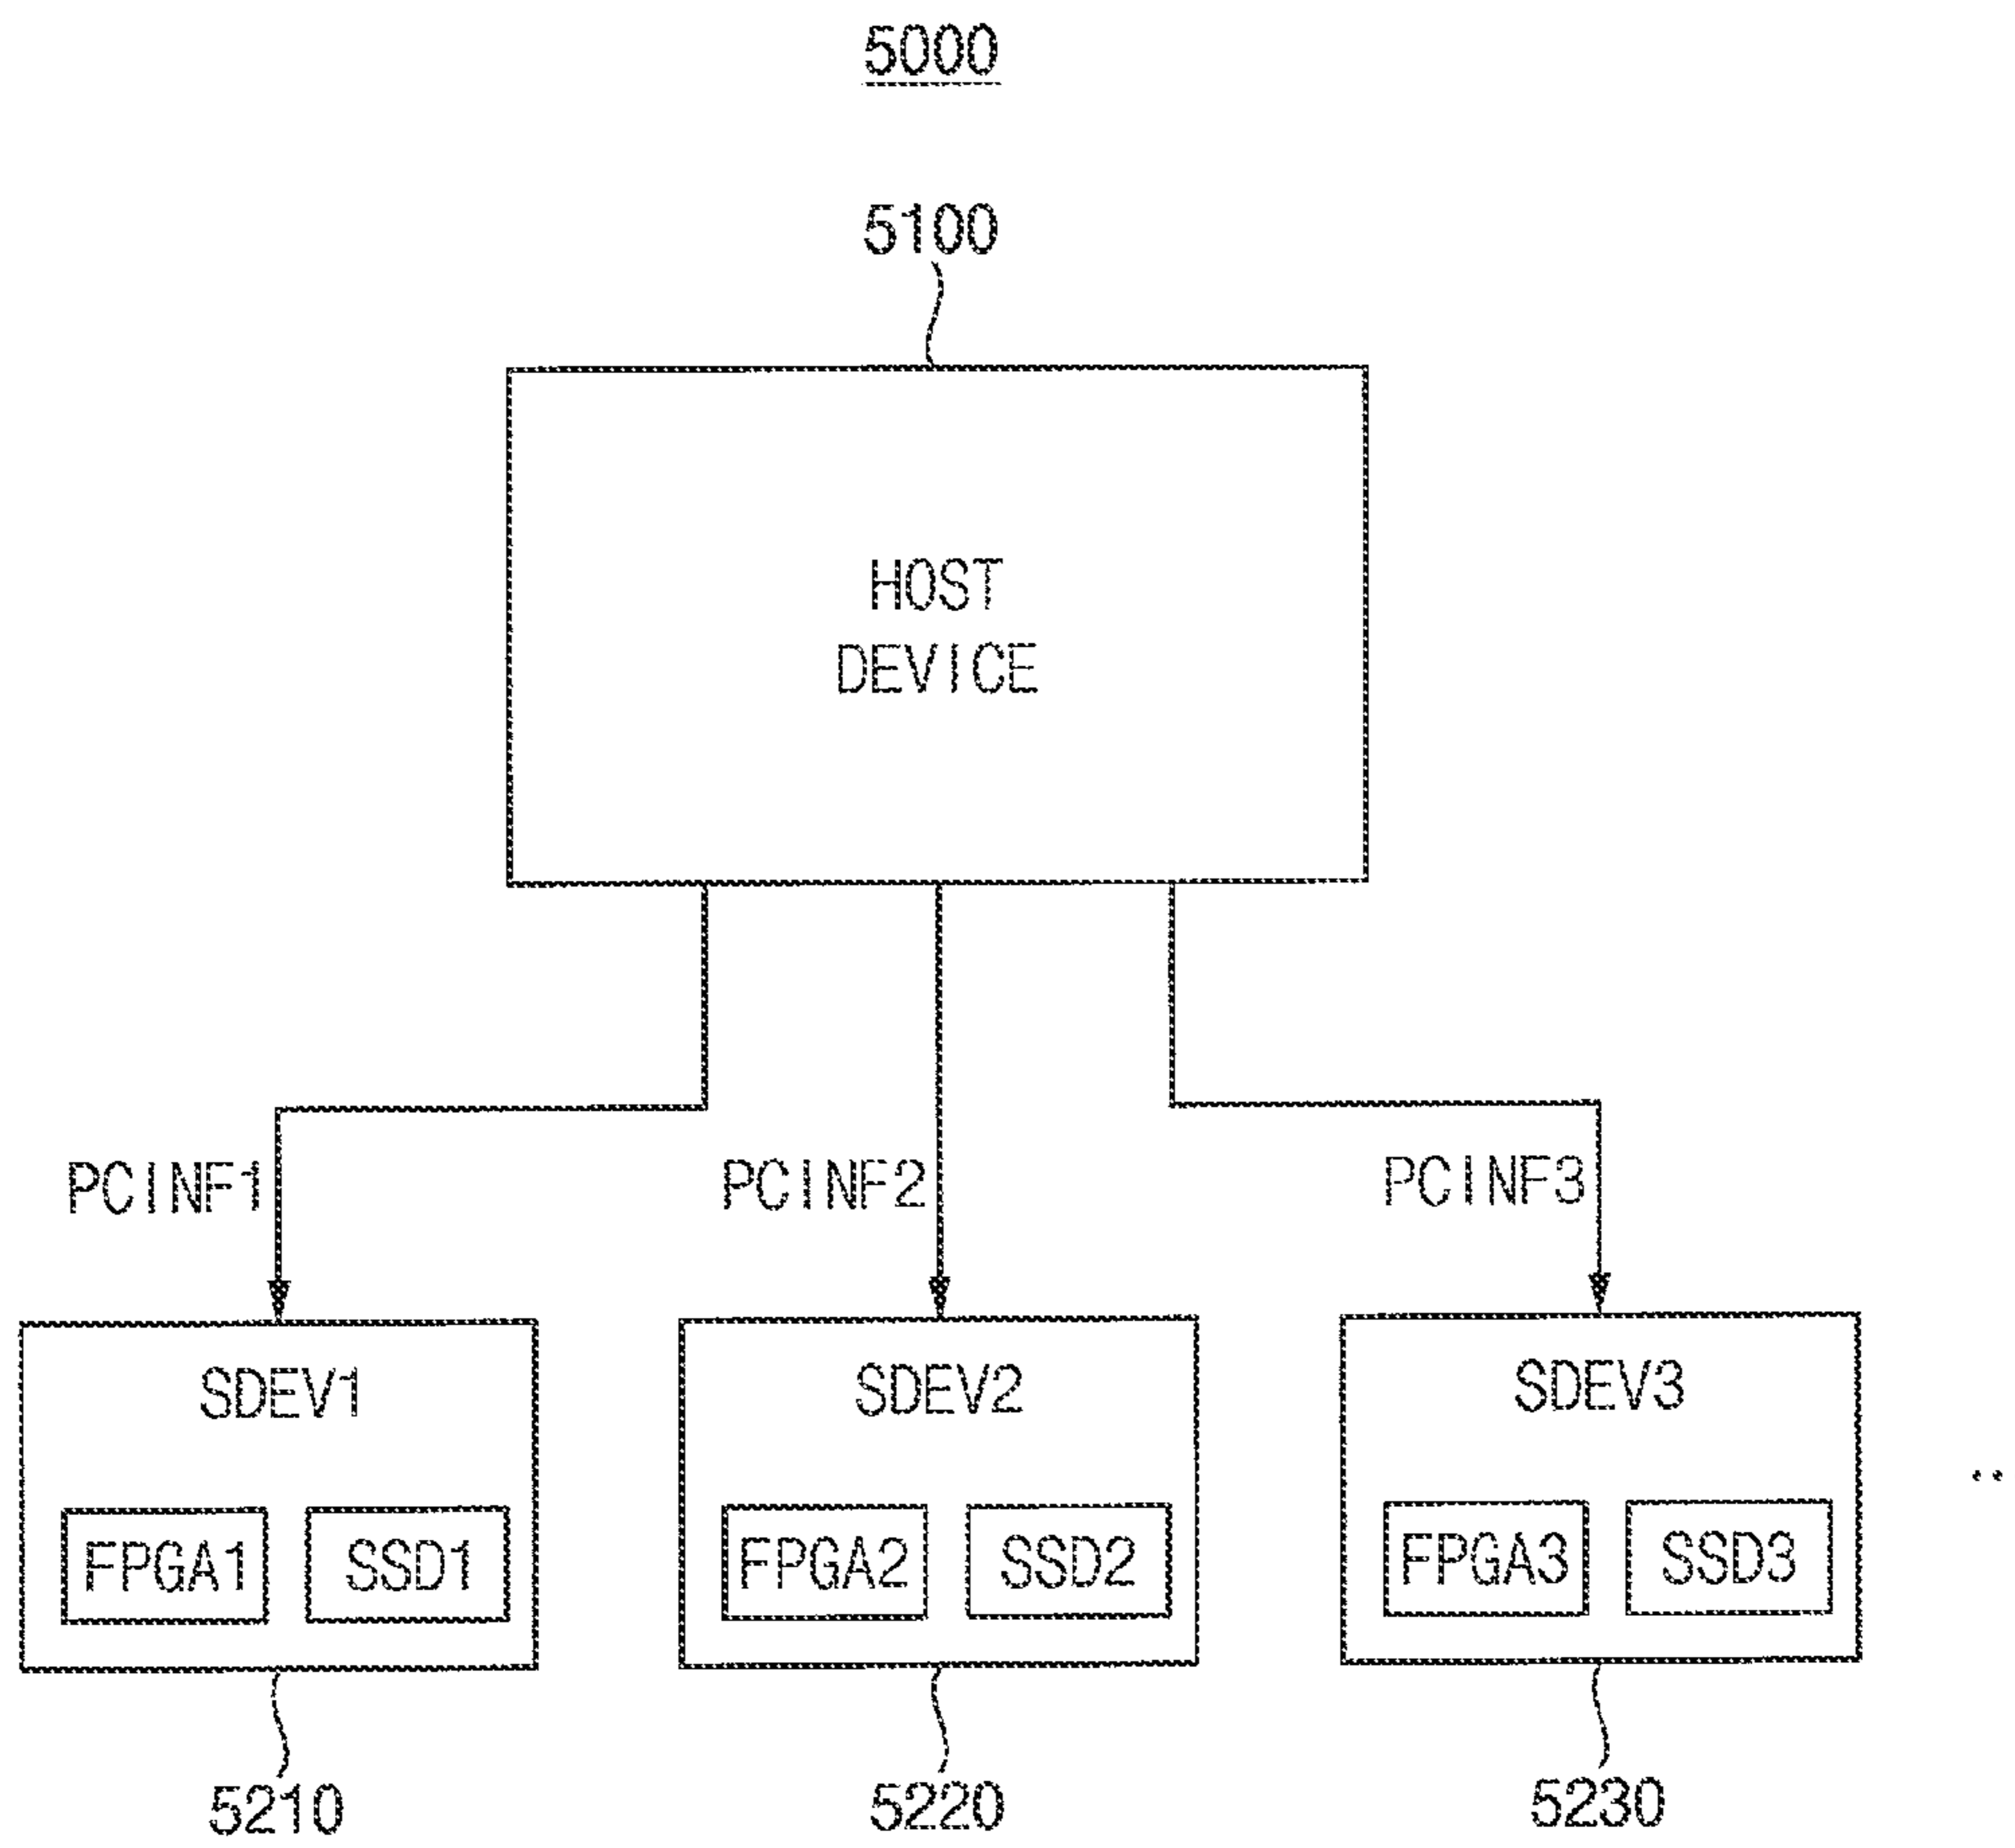 5000
5100
HOST
DEVICE
PCINF1
PCINF2
PCINF3
SDEV1
SDEV2
SDEV3
..
FPGA1
SSD1
FPGA2
SSD2
FPGA3
SSD3
5210
5220
5230